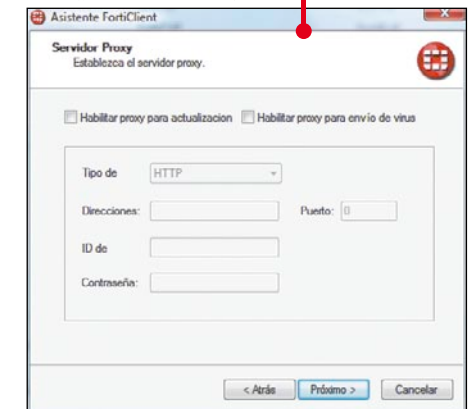 Asistente FortiClient
Servidor Proxy
Establezca el servidor proxy.
Habilitar proxy para actualizacion Habilitar proxy para envío de virus
Tipo de HTTP
Direcciones: Puerto: 0
ID de
Contraseña:
< Atrás Próximo > Cancelar